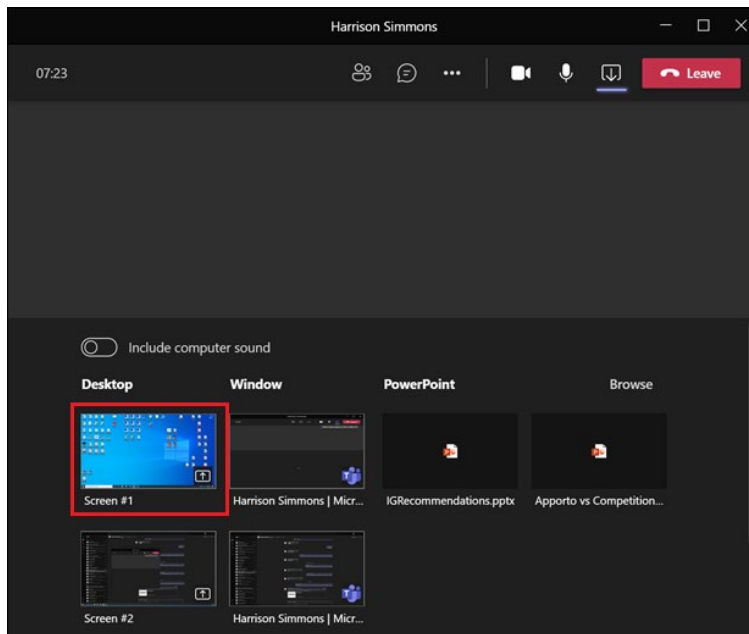 Harrison Simmons
07:23
Leave
Include computer sound
Desktop Window PowerPoint Browse
Screen #1 Harrison Simmons | Micr... IGRecommendations.pptx Apporto vs Competition...
Screen #2 Harrison Simmons | Micr...